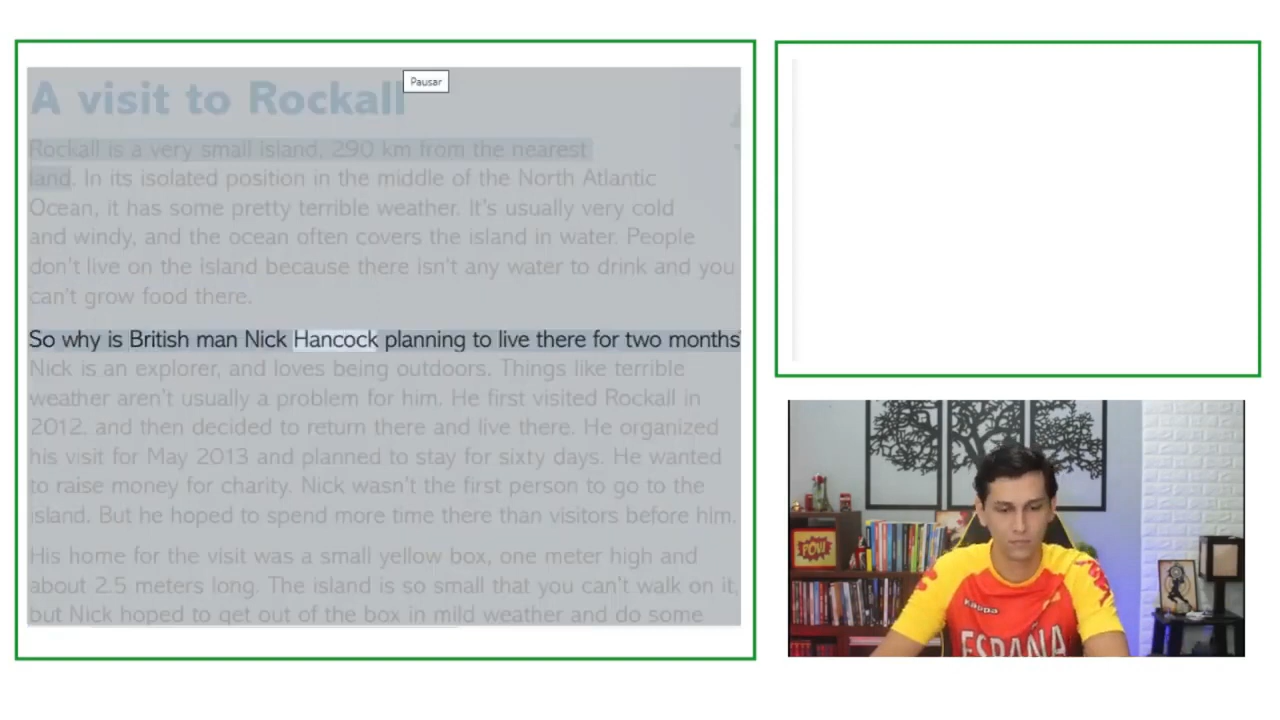 A visit to Rockall
Pausar
Rockall is a very small island, 290 km from the nearest
land. In its isolated position in the middle of the North Atlantic
Ocean, it has some pretty terrible weather. It's usually very cold
and windy, and the ocean often covers the island in water. People
don't live on the island because there isn't any water to drink and you
can't grow food there.
So why is British man Nick Hancock planning to live there for two months
Nick is an explorer, and loves being outdoors. Things like terrible
weather aren't usually a problem for him. He first visited Rockall in
2012. and then decided to return there and live there. He organized
his visit for May 2013 and planned to stay for sixty days. He wanted
to raise money for charity. Nick wasn't the first person to go to the
island. But he hoped to spend more time there than visitors before him.
His home for the visit was a small yellow box, one meter high and
about 2.5 meters long. The island is so small that you can't walk on it,
but Nick hoped to get out of the box in mild weather and do some
POW!
Kappa
ESPAÑA